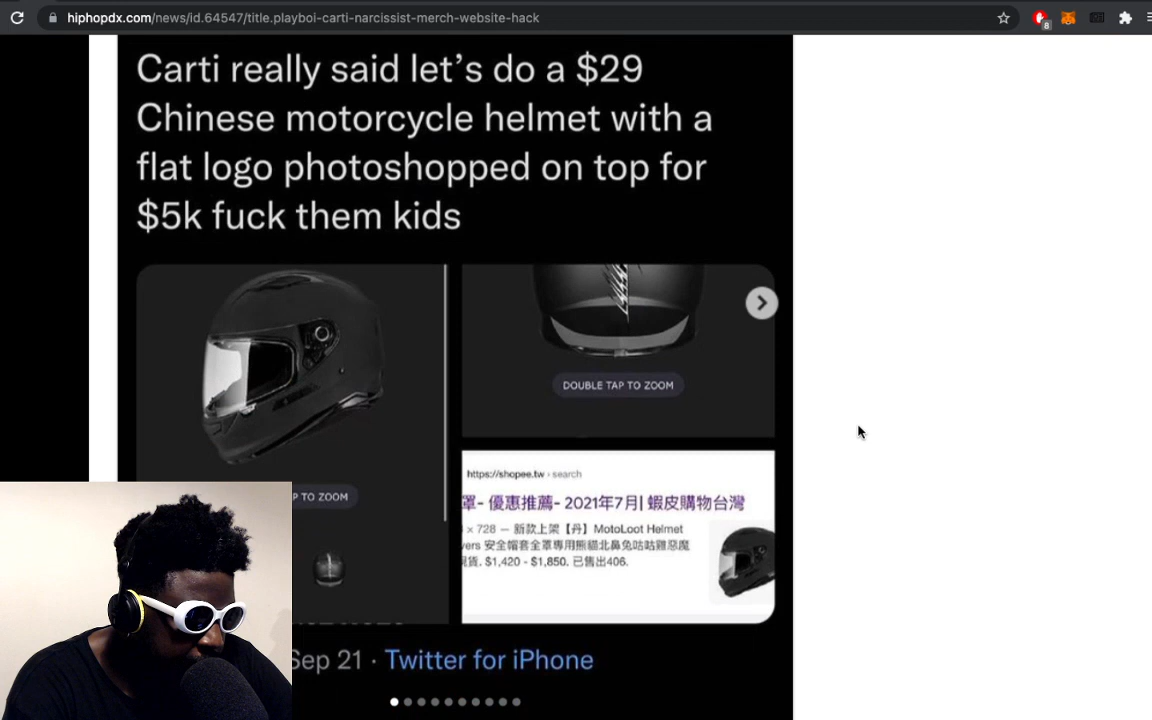 hiphopdx.com/news/id.64547/title.playboi-carti-narcissist-merch-website-hack
8
Carti really said let's do a $29
Chinese motorcycle helmet with a
flat logo photoshopped on top for
$5k fuck them kids
DOUBLE TAP TO ZOOM
https://shopee.tw › search
罩- 優惠推薦- 2021年7月| 蝦皮購物台灣
x 728 — 新款上架【丹】MotoLoot Helmet
vers 安全帽套全罩專用熊貓北鼻兔咕咕雞惡魔
現貨. $1,420 - $1,850. 已售出406.
P TO ZOOM
Sep 21 · Twitter for iPhone